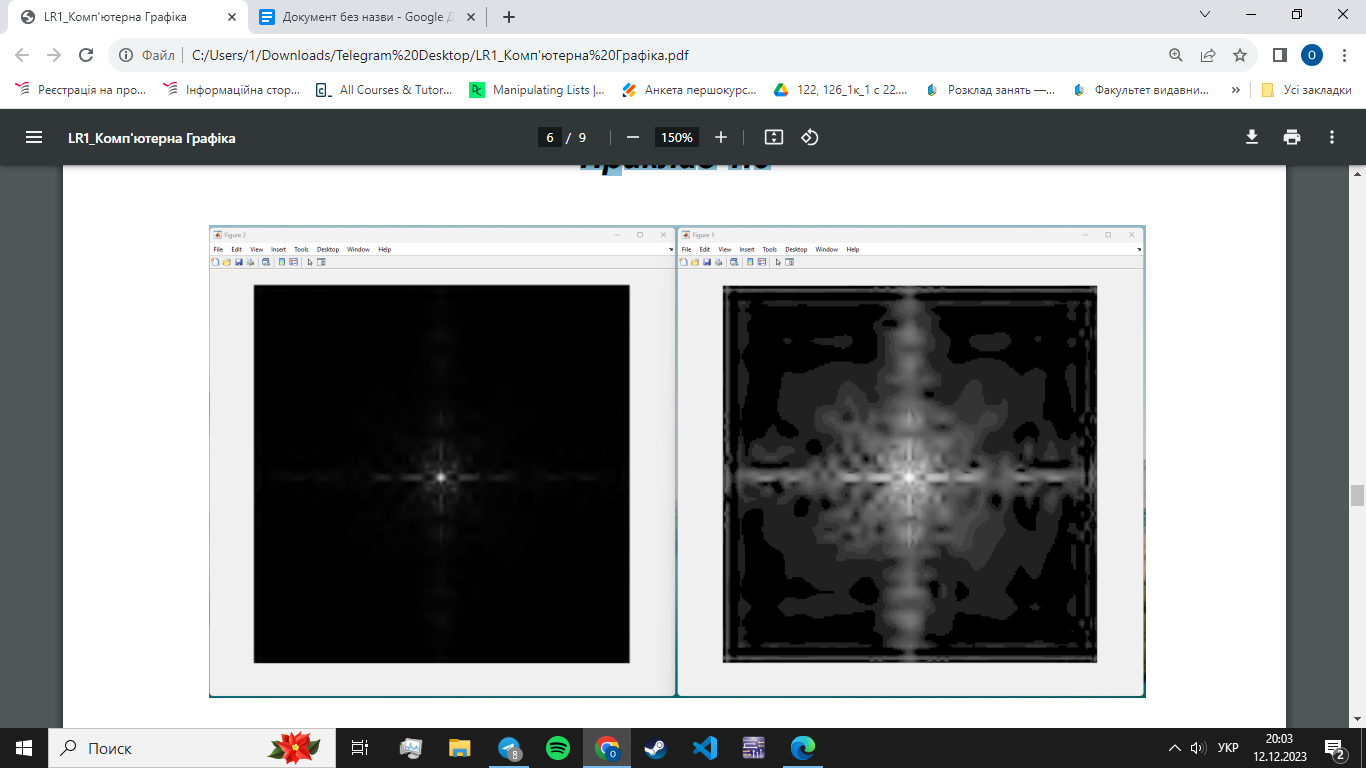 LR1_Комп'ютерна Графіка
Документ без назви - Google Д
Файл
C:/Users/1/Downloads/Telegram%20Desktop/LR1_Комп'ютерна%20Графіка.pdf
Реєстрація на про...
Інформаційна стор...
All Courses & Tutor...
Manipulating Lists |...
Анкета першокурс...
122, 126_1к_1 с 22....
Розклад занять —...
Факультет видавни...
»
Усі закладки
LR1_Комп'ютерна Графіка
6 / 9
150%
Figure 2
File Edit View Insert Tools Desktop Window Help
Figure 1
File Edit View Insert Tools Desktop Window Help
Поиск
8
УКР
20:03
12.12.2023
2